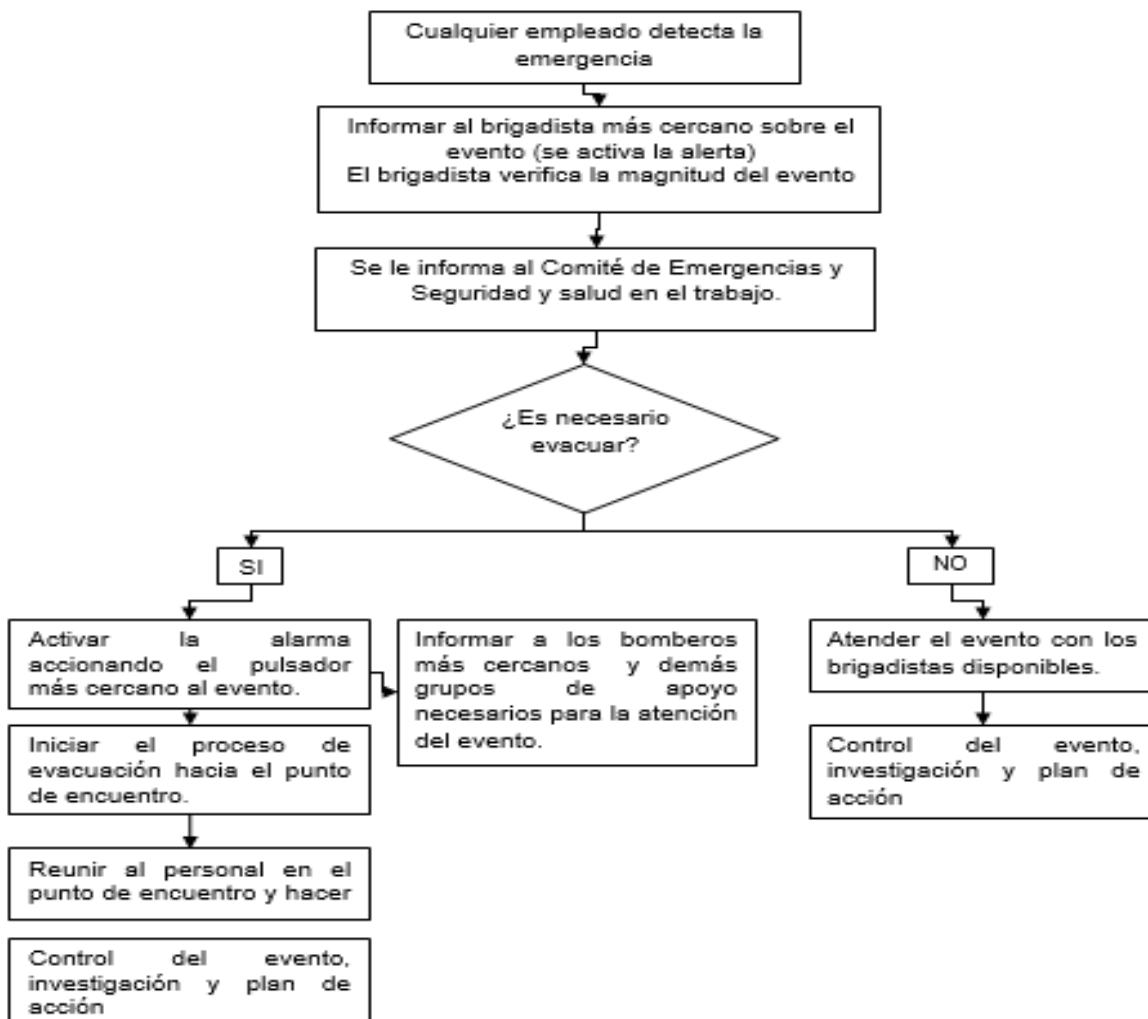 Cualquier empleado detecta la
emergencia
Informar al brigadista más cercano sobre el
evento (se activa la alerta)
El brigadista verifica la magnitud del evento
Se le informa al Comité de Emergencias y
Seguridad y salud en el trabajo.
¿Es necesario
evacuar?
SI
NO
Activar la alarma
accionando el pulsador
más cercano al evento.
Informar a los bomberos
más cercanos y demás
grupos de apoyo
necesarios para la atención
del evento.
Atender el evento con los
brigadistas disponibles.
Iniciar el proceso de
evacuación hacia el punto
de encuentro.
Control del evento,
investigación y plan de
acción
Reunir al personal en el
punto de encuentro y hacer
Control del evento,
investigación y plan de
acción